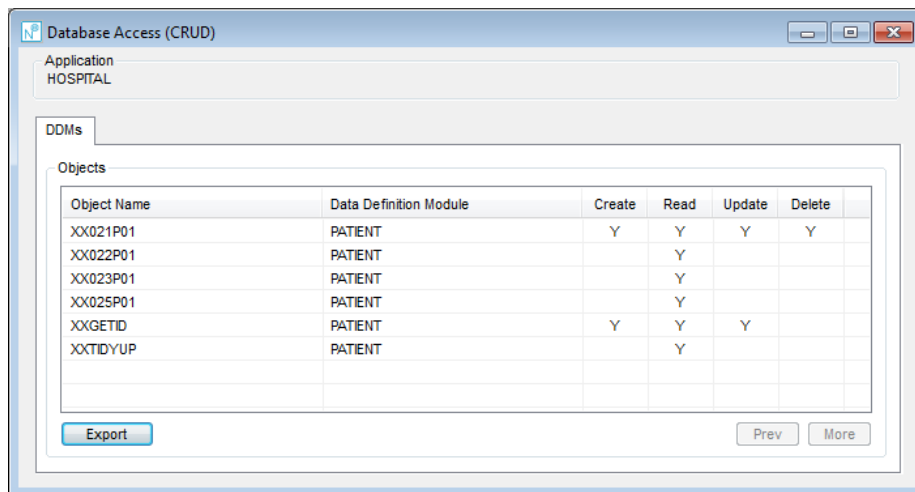 Database Access (CRUD)
Application
HOSPITAL
DDMs
Objects
Object Name Data Definition Module Create Read Update Delete
XX021P01 PATIENT Y Y Y Y
XX022P01 PATIENT Y
XX023P01 PATIENT Y
XX025P01 PATIENT Y
XXGETID PATIENT Y Y Y
XXTIDYUP PATIENT Y
Export Prev More